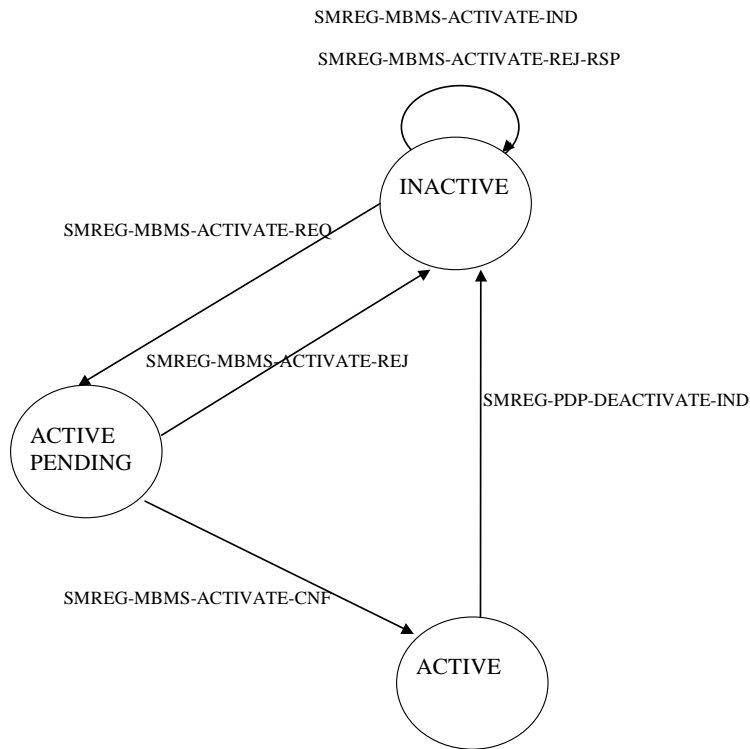 SMREG-MBMS-ACTIVATE-IND
SMREG-MBMS-ACTIVATE-REJ-RSP
INACTIVE
SMREG-MBMS-ACTIVATE-REQ
SMREG-MBMS-ACTIVATE-REJ
SMREG-PDP-DEACTIVATE-IND
ACTIVE
PENDING
SMREG-MBMS-ACTIVATE-CNF
ACTIVE